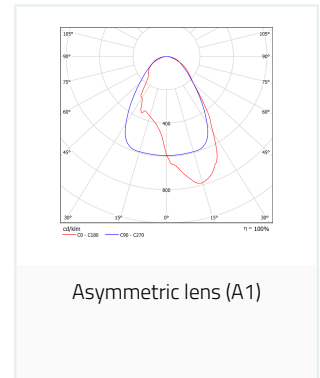 105° 105°
90° 90°
75° 75°
60° 60°
45° 45°
400
800
30° 15° 0° 15° 30°
cd/klm η = 100%
C0 - C180 C90 - C270
Asymmetric lens (A1)